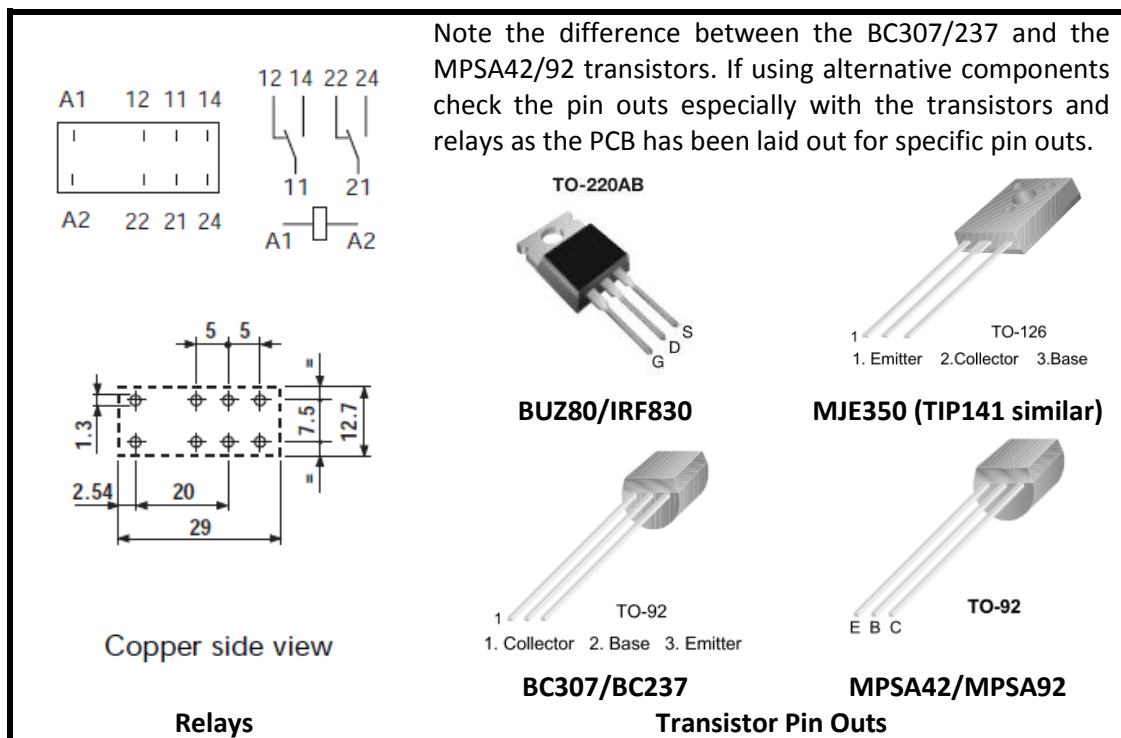 Note the difference between the BC307/237 and the
MPSA42/92 transistors. If using alternative components
check the pin outs especially with the transistors and
relays as the PCB has been laid out for specific pin outs.
A1 12 11 14
A2 22 21 24
12 14 22 24
11 21
A1 A2
5 5
=
7.5
12.7
=
1.3
2.54
20
29
Copper side view
Relays
TO-220AB
S
D
G
BUZ80/IRF830
1
TO-126
1. Emitter 2.Collector 3.Base
MJE350 (TIP141 similar)
1
TO-92
1. Collector 2. Base 3. Emitter
BC307/BC237
TO-92
E B C
MPSA42/MPSA92
Transistor Pin Outs